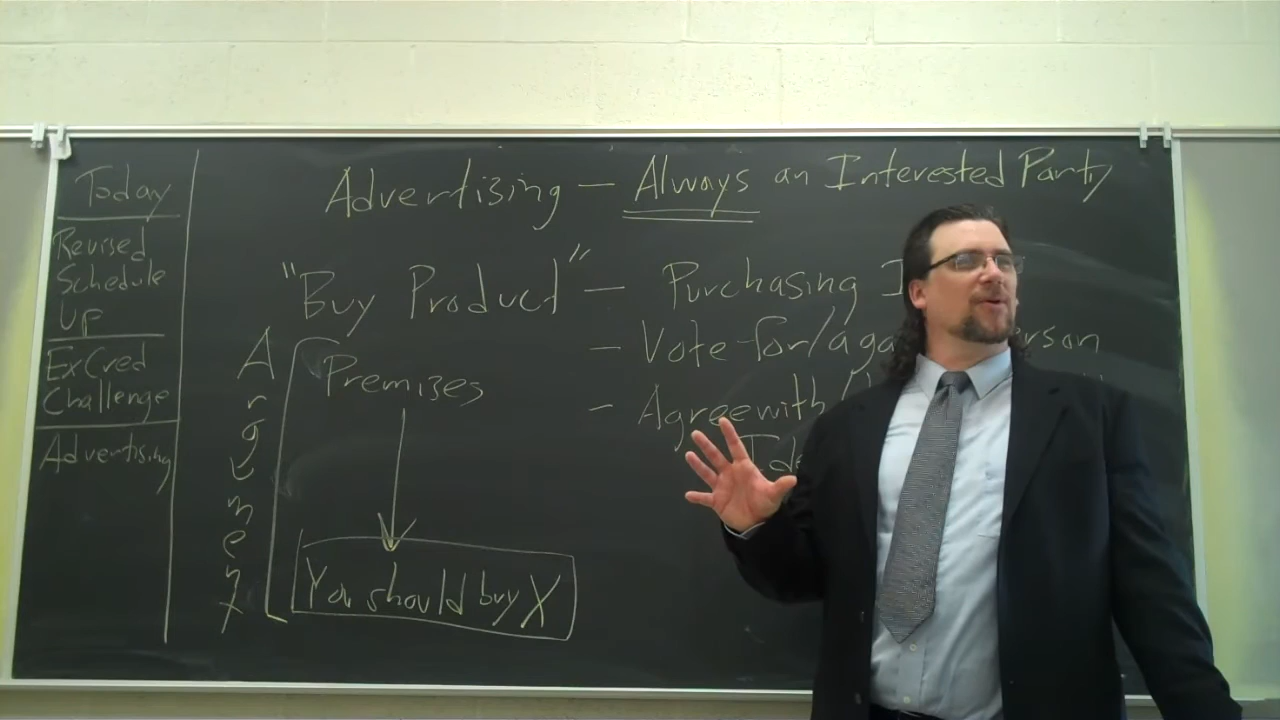 Today
Revised
Schedule
up
ExCred
Challenge
Advertising
Advertising — Always an Interested Party
"Buy Product" — Purchasing
— Vote for/
— Agree with
Argument
Premises
You should buy X